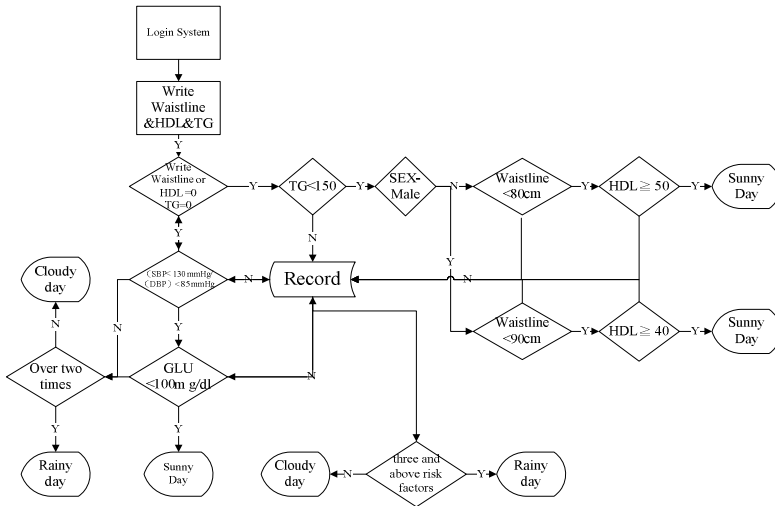 Login System
Write
Waistline
&HDL&TG
Y
Write
Waistline or
HDL =0
TG=0
Y
TG<150
Y
SEX-
Male
N
Waistline
<80cm
Y
HDL ≧ 50
Y
Sunny
Day
Y
N
Y
Cloudy
day
(SBP< 130 mmHg/
(DBP) <85mmHg
N
Record
N
N
N
Y
Waistline
<90cm
Y
HDL ≧ 40
Y
Sunny
Day
Over two
times
GLU
<100m g/dl
N
Y
Y
Rainy
day
Sunny
Day
Cloudy
day
N
three and
above risk
factors
Y
Rainy
day